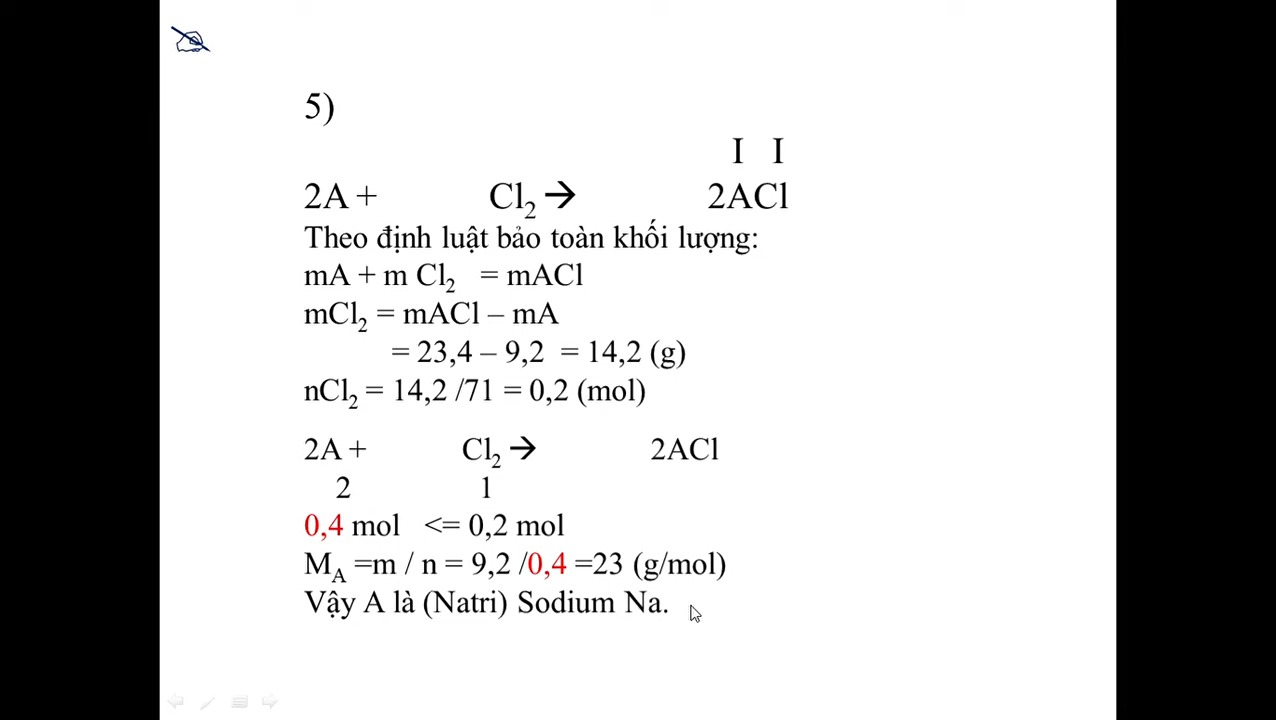 5)
I I
2A + Cl₂ → 2ACl
Theo định luật bảo toàn khối lượng:
mA + m Cl₂ = mACl
mCl₂ = mACl – mA
= 23,4 – 9,2 = 14,2 (g)
nCl₂ = 14,2 /71 = 0,2 (mol)
2A + Cl₂ → 2ACl
2 1
0,4 mol <= 0,2 mol
M_A =m / n = 9,2 /0,4 =23 (g/mol)
Vậy A là (Natri) Sodium Na.